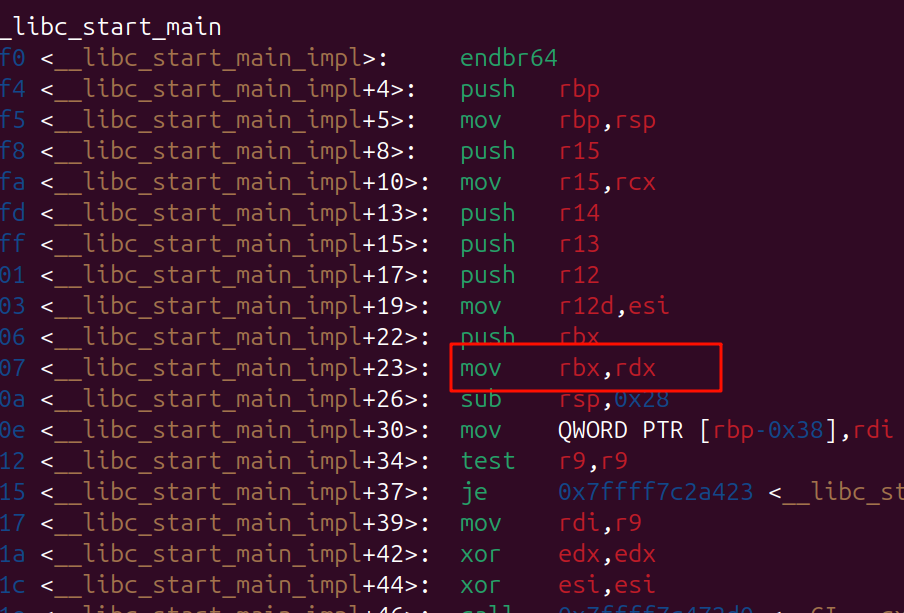 _libc_start_main
f0 <__libc_start_main_impl>: endbr64
f4 <__libc_start_main_impl+4>: push rbp
f5 <__libc_start_main_impl+5>: mov rbp,rsp
f8 <__libc_start_main_impl+8>: push r15
fa <__libc_start_main_impl+10>: mov r15,rcx
fd <__libc_start_main_impl+13>: push r14
ff <__libc_start_main_impl+15>: push r13
01 <__libc_start_main_impl+17>: push r12
03 <__libc_start_main_impl+19>: mov r12d,esi
06 <__libc_start_main_impl+22>: push rbx
07 <__libc_start_main_impl+23>: mov rbx,rdx
0a <__libc_start_main_impl+26>: sub rsp,0x28
0e <__libc_start_main_impl+30>: mov QWORD PTR [rbp-0x38],rdi
12 <__libc_start_main_impl+34>: test r9,r9
15 <__libc_start_main_impl+37>: je 0x7ffff7c2a423 <__libc_st
17 <__libc_start_main_impl+39>: mov rdi,r9
1a <__libc_start_main_impl+42>: xor edx,edx
1c <__libc_start_main_impl+44>: xor esi,esi